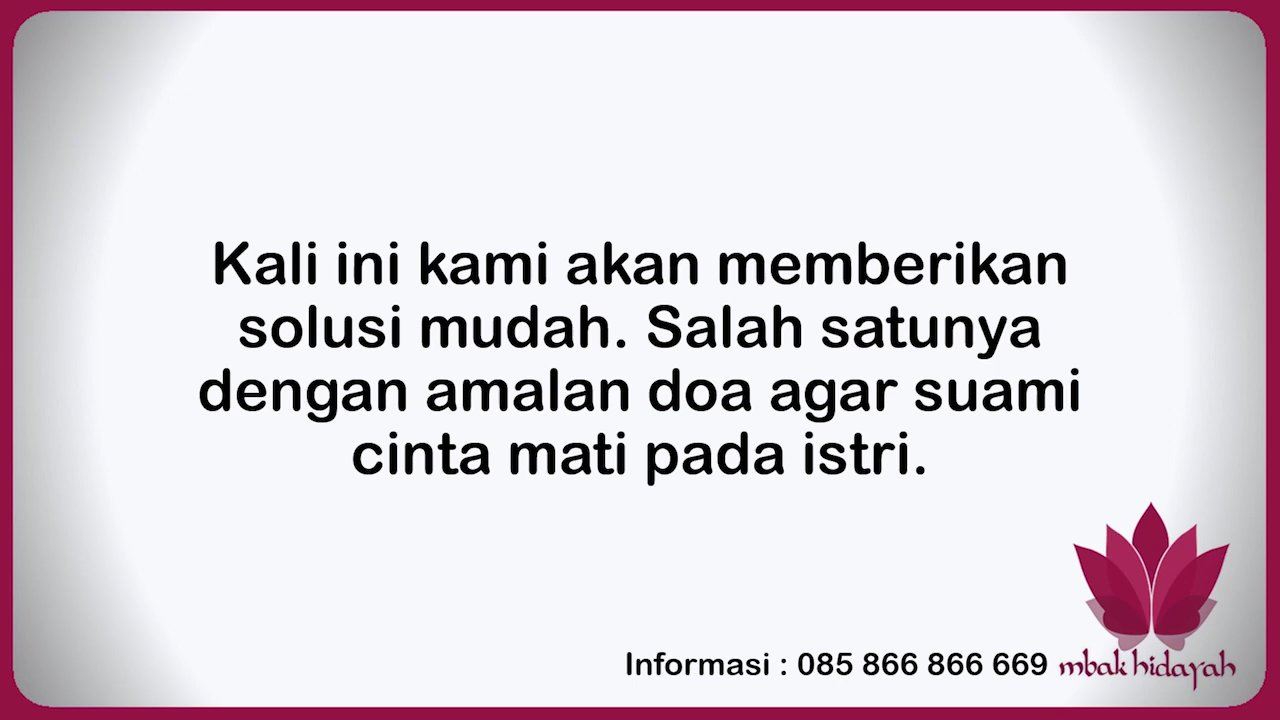 Kali ini kami akan memberikan
solusi mudah. Salah satunya
dengan amalan doa agar suami
cinta mati pada istri.
Informasi : 085 866 866 669
mbak hidayah